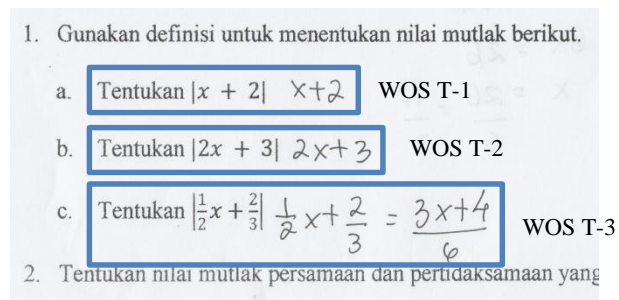 1. Gunakan definisi untuk menentukan nilai mutlak berikut.
a. Tentukan |x + 2| x+2 WOS T-1
b. Tentukan |2x + 3| 2x+3 WOS T-2
c. Tentukan |1/2 x + 2/3| 1/2 x + 2/3 = 3x+4/6 WOS T-3
2. Tentukan nilai mutlak persamaan dan pertidaksamaan yang